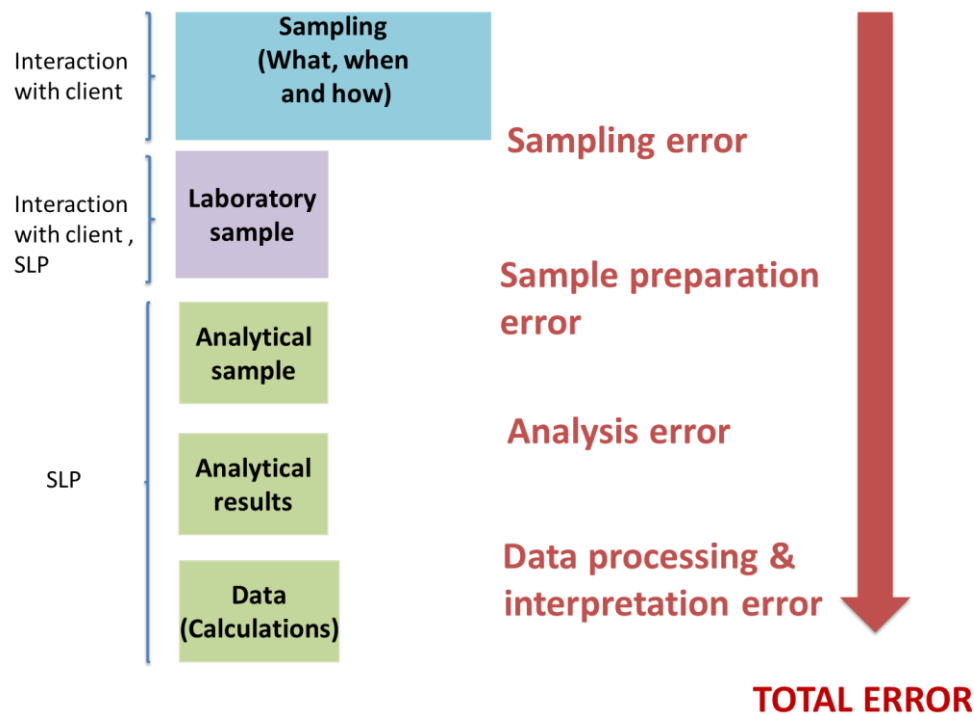 Interaction
with client
Sampling
(What, when
and how)
Sampling error
Interaction
with client ,
SLP
Laboratory
sample
Sample preparation
error
Analytical
sample
Analysis error
SLP
Analytical
results
Data processing &
interpretation error
Data
(Calculations)
TOTAL ERROR